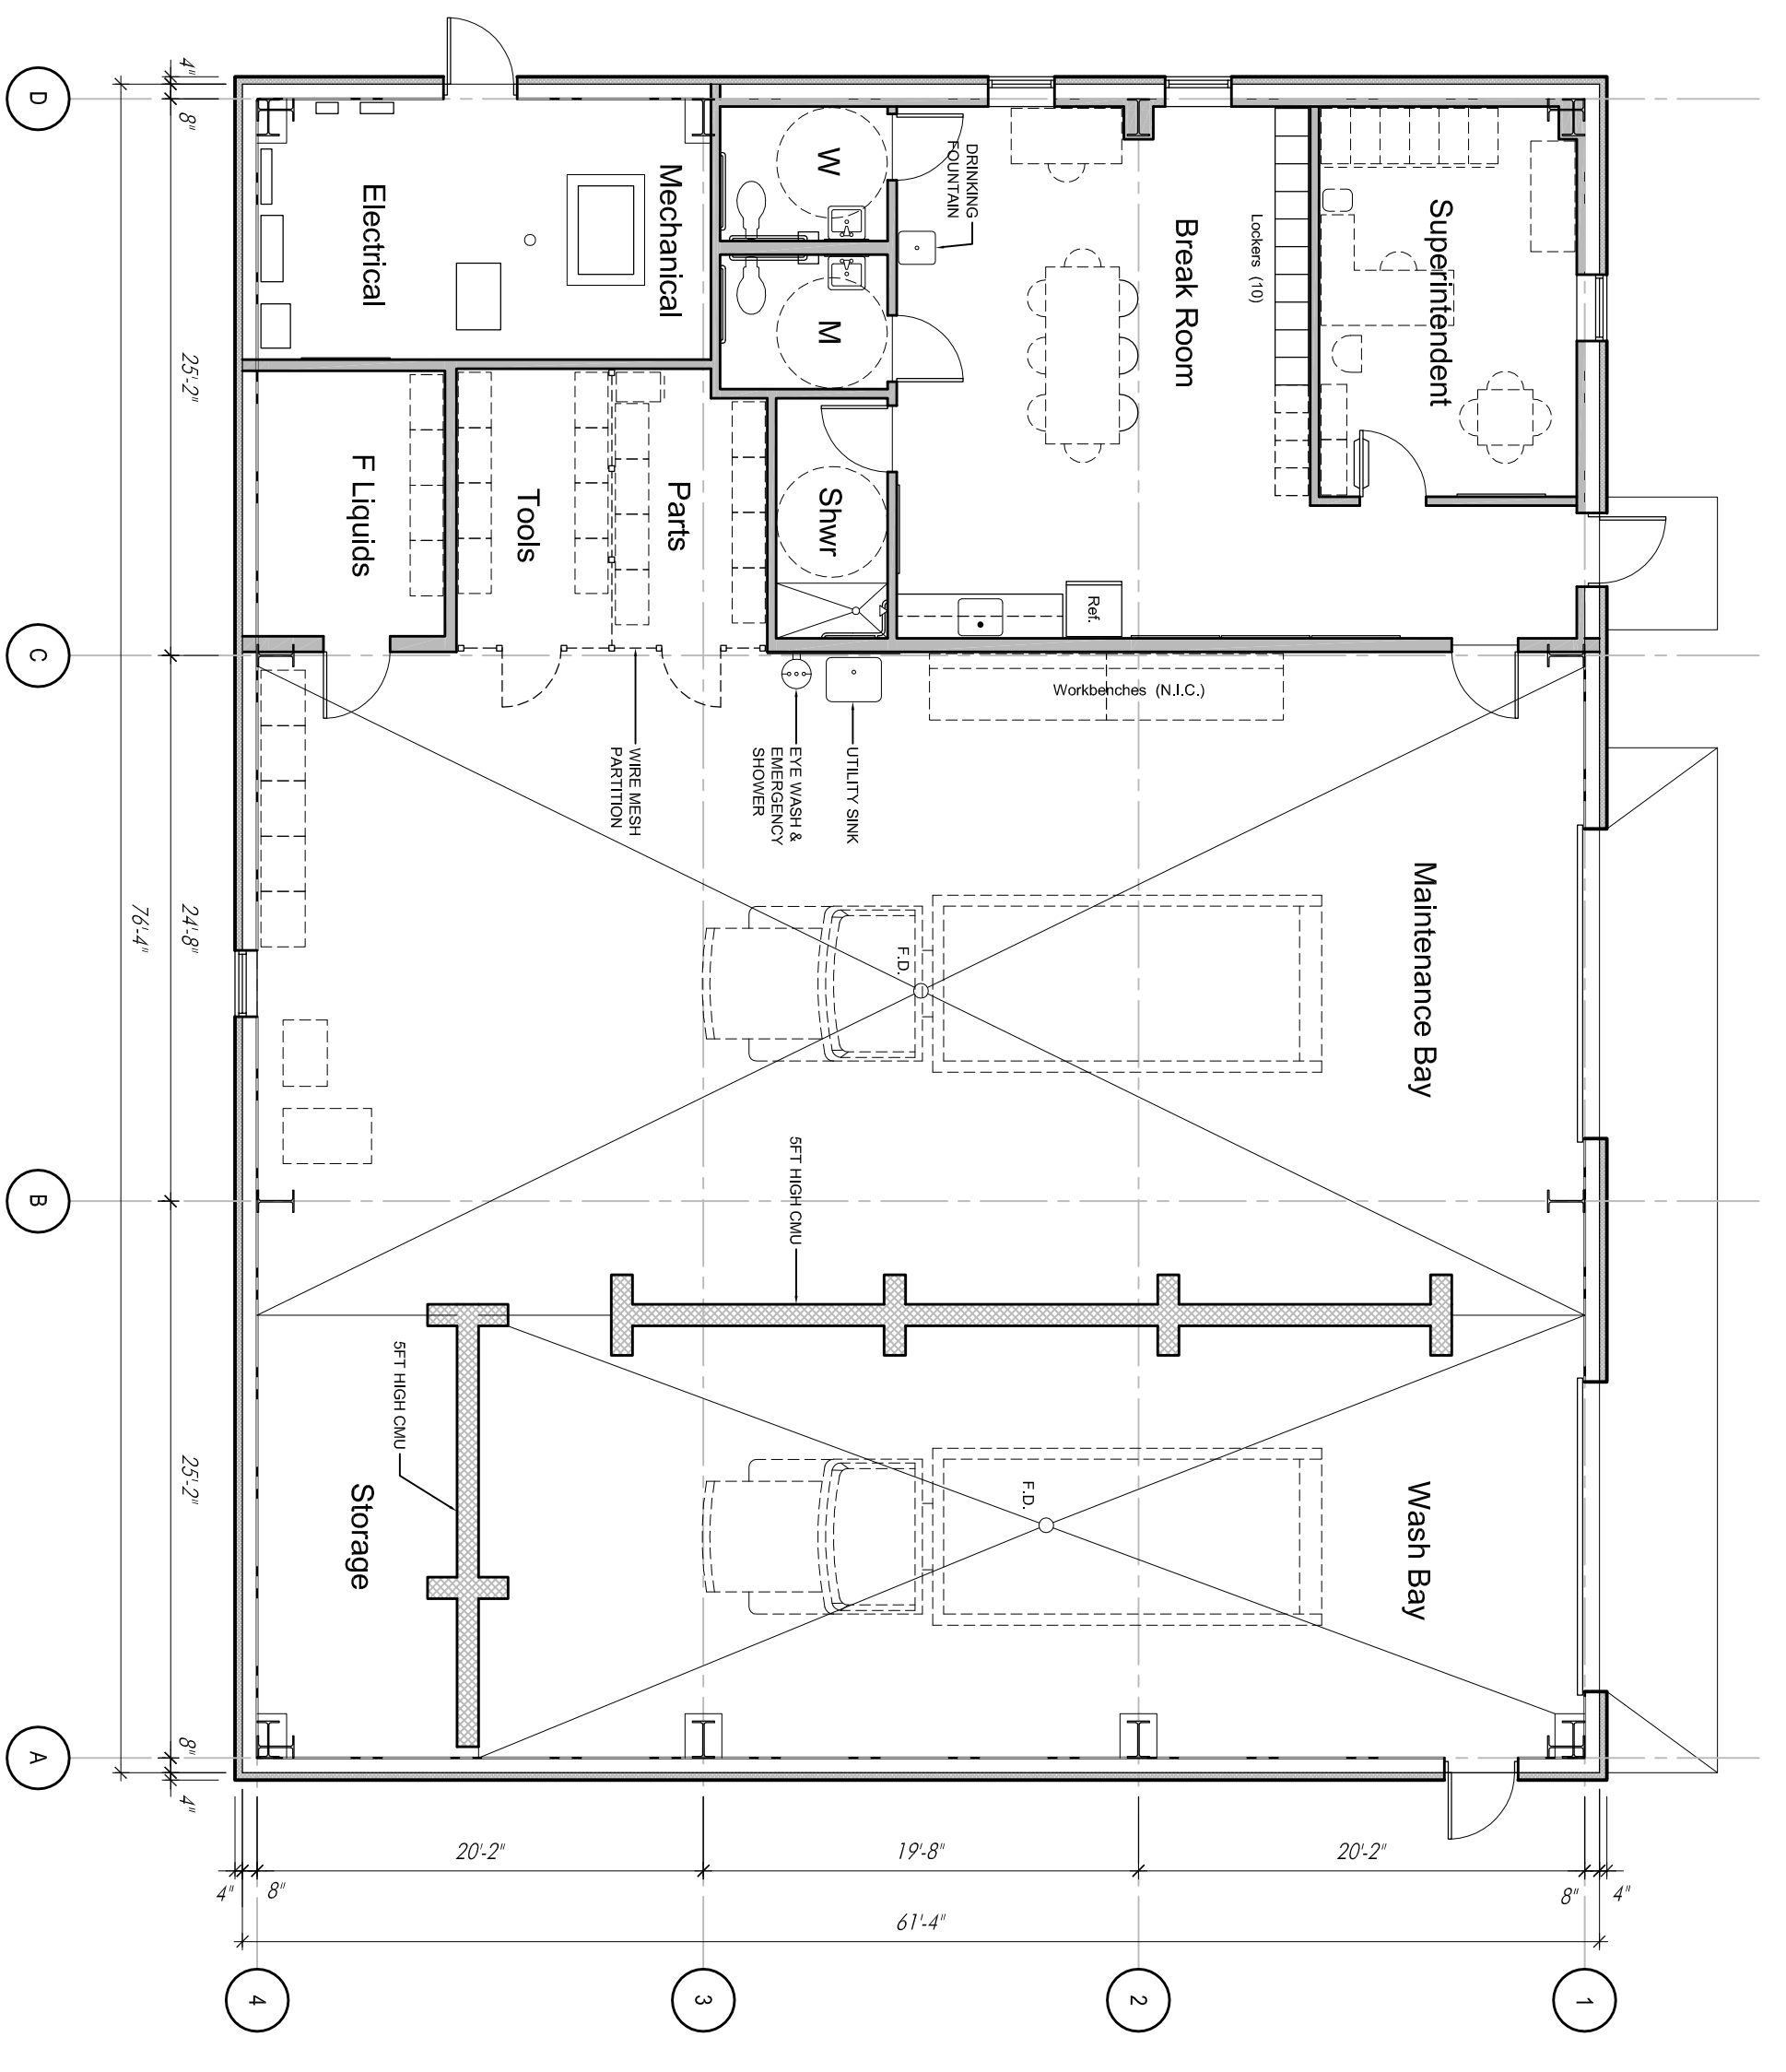 D
C
B
A
4"
8"
25'-2"
24'-8"
76'-4"
25'-2"
8"
4"
Electrical
Mechanical
W
M
DRINKING
FOUNTAIN
Break Room
Lockers (10)
Superintendent
F Liquids
Tools
Parts
Shwr
Ref.
Workbenches (N.I.C.)
WIRE MESH
PARTITION
EYE WASH &
EMERGENCY
SHOWER
UTILITY SINK
Maintenance Bay
F.D.
5FT HIGH CMU
5FT HIGH CMU
Storage
F.D.
Wash Bay
20'-2"
19'-8"
20'-2"
4"
8"
8"
4"
61'-4"
4
3
2
1